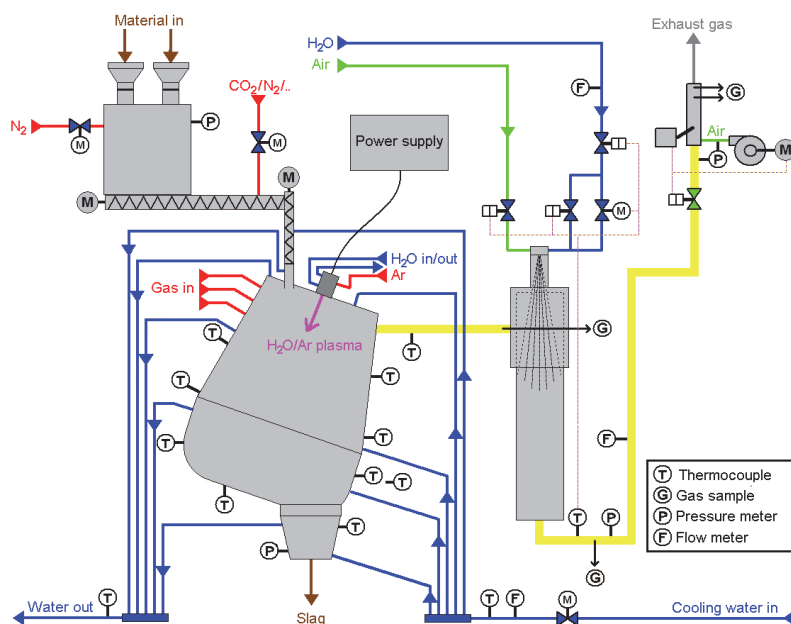 Material in
H₂O
Air
Exhaust gas
CO₂/N₂/..
F
G
N₂
M
P
M
Power supply
Air
P
M
M
M
M
H₂O in/out
Ar
Gas in
H₂O/Ar plasma
T
G
T
T
T
T
T
T
T
T
T
F
T
P
T
P
G
T Thermocouple
G Gas sample
P Pressure meter
F Flow meter
Water out
T
Slag
T
F
M
Cooling water in